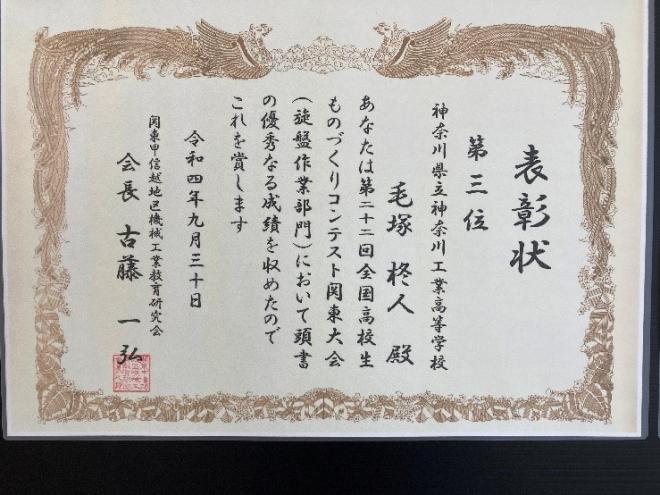 表彰状
第三位
神奈川県立神奈川工業高等学校
毛塚柊人殿
あなたは第二十二回全国高校生
ものづくりコンテスト関東大会
(旋盤作業部門)において頭書
の優秀なる成績を収めたので
これを賞します
令和四年九月三十日
関東甲信越地区機械工業教育研究会
会長 古藤一弘